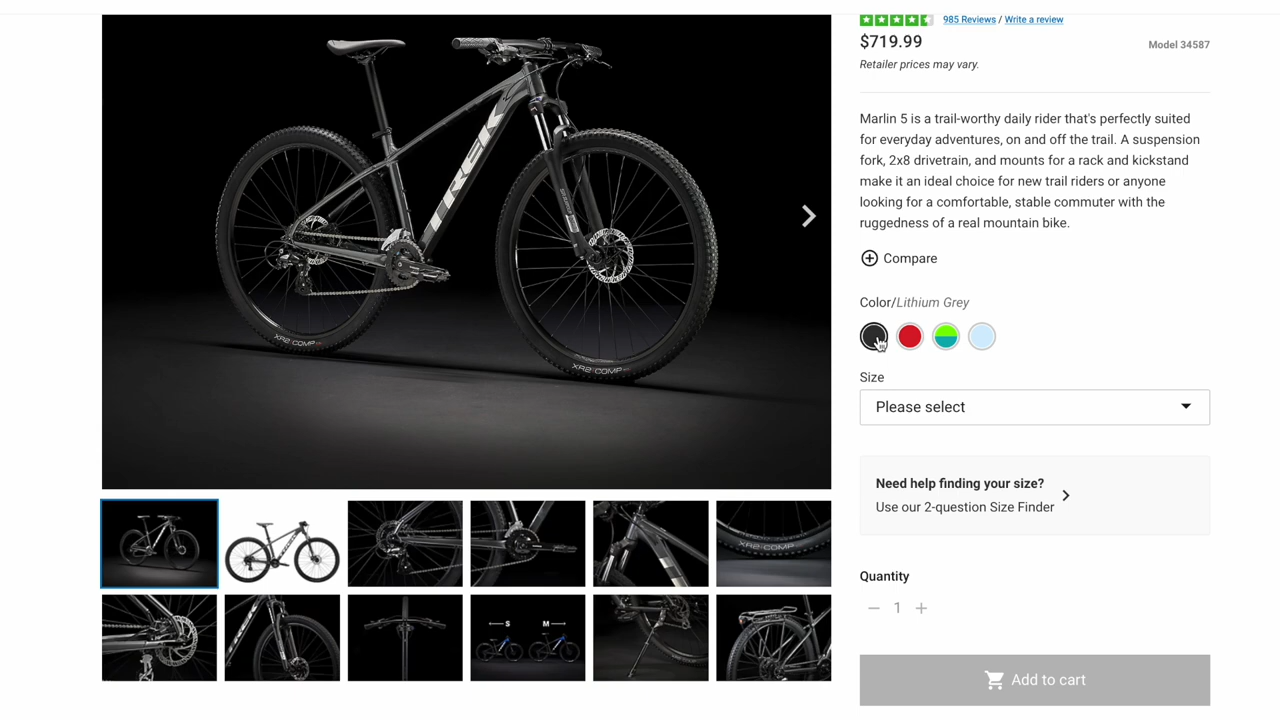 985 Reviews / Write a review
$719.99
Model 34587
Retailer prices may vary.
Marlin 5 is a trail-worthy daily rider that's perfectly suited
for everyday adventures, on and off the trail. A suspension
fork, 2x8 drivetrain, and mounts for a rack and kickstand
make it an ideal choice for new trail riders or anyone
looking for a comfortable, stable commuter with the
ruggedness of a real mountain bike.
Compare
Color/Lithium Grey
Size
Please select
Need help finding your size?
Use our 2-question Size Finder
Quantity
1
Add to cart
TREK
XR2 COMP
XR2 COMP
XR2 COMP
S
M